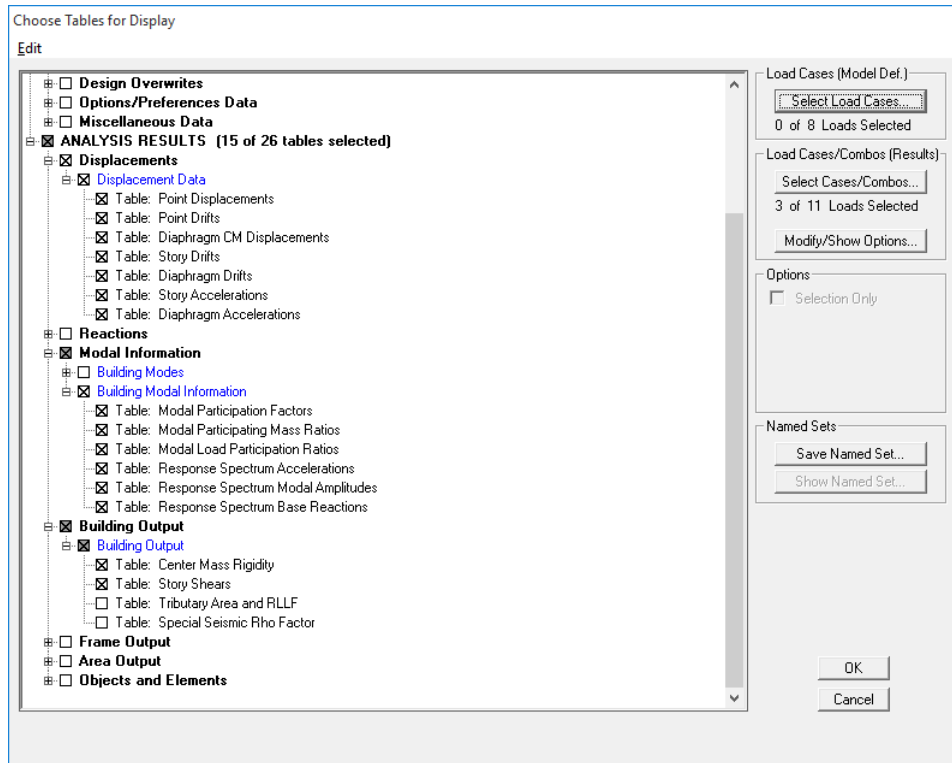 Choose Tables for Display
Edit
Design Overwrites
Options/Preferences Data
Miscellaneous Data
ANALYSIS RESULTS (15 of 26 tables selected)
Displacements
Displacement Data
Table: Point Displacements
Table: Point Drifts
Table: Diaphragm CM Displacements
Table: Story Drifts
Table: Diaphragm Drifts
Table: Story Accelerations
Table: Diaphragm Accelerations
Reactions
Modal Information
Building Modes
Building Modal Information
Table: Modal Participation Factors
Table: Modal Participating Mass Ratios
Table: Modal Load Participation Ratios
Table: Response Spectrum Accelerations
Table: Response Spectrum Modal Amplitudes
Table: Response Spectrum Base Reactions
Building Output
Building Output
Table: Center Mass Rigidity
Table: Story Shears
Table: Tributary Area and RLLF
Table: Special Seismic Rho Factor
Frame Output
Area Output
Objects and Elements
Load Cases (Model Def.)
Select Load Cases...
0 of 8 Loads Selected
Load Cases/Combos (Results)
Select Cases/Combos...
3 of 11 Loads Selected
Modify/Show Options...
Options
Selection Only
Named Sets
Save Named Set...
Show Named Set...
OK
Cancel